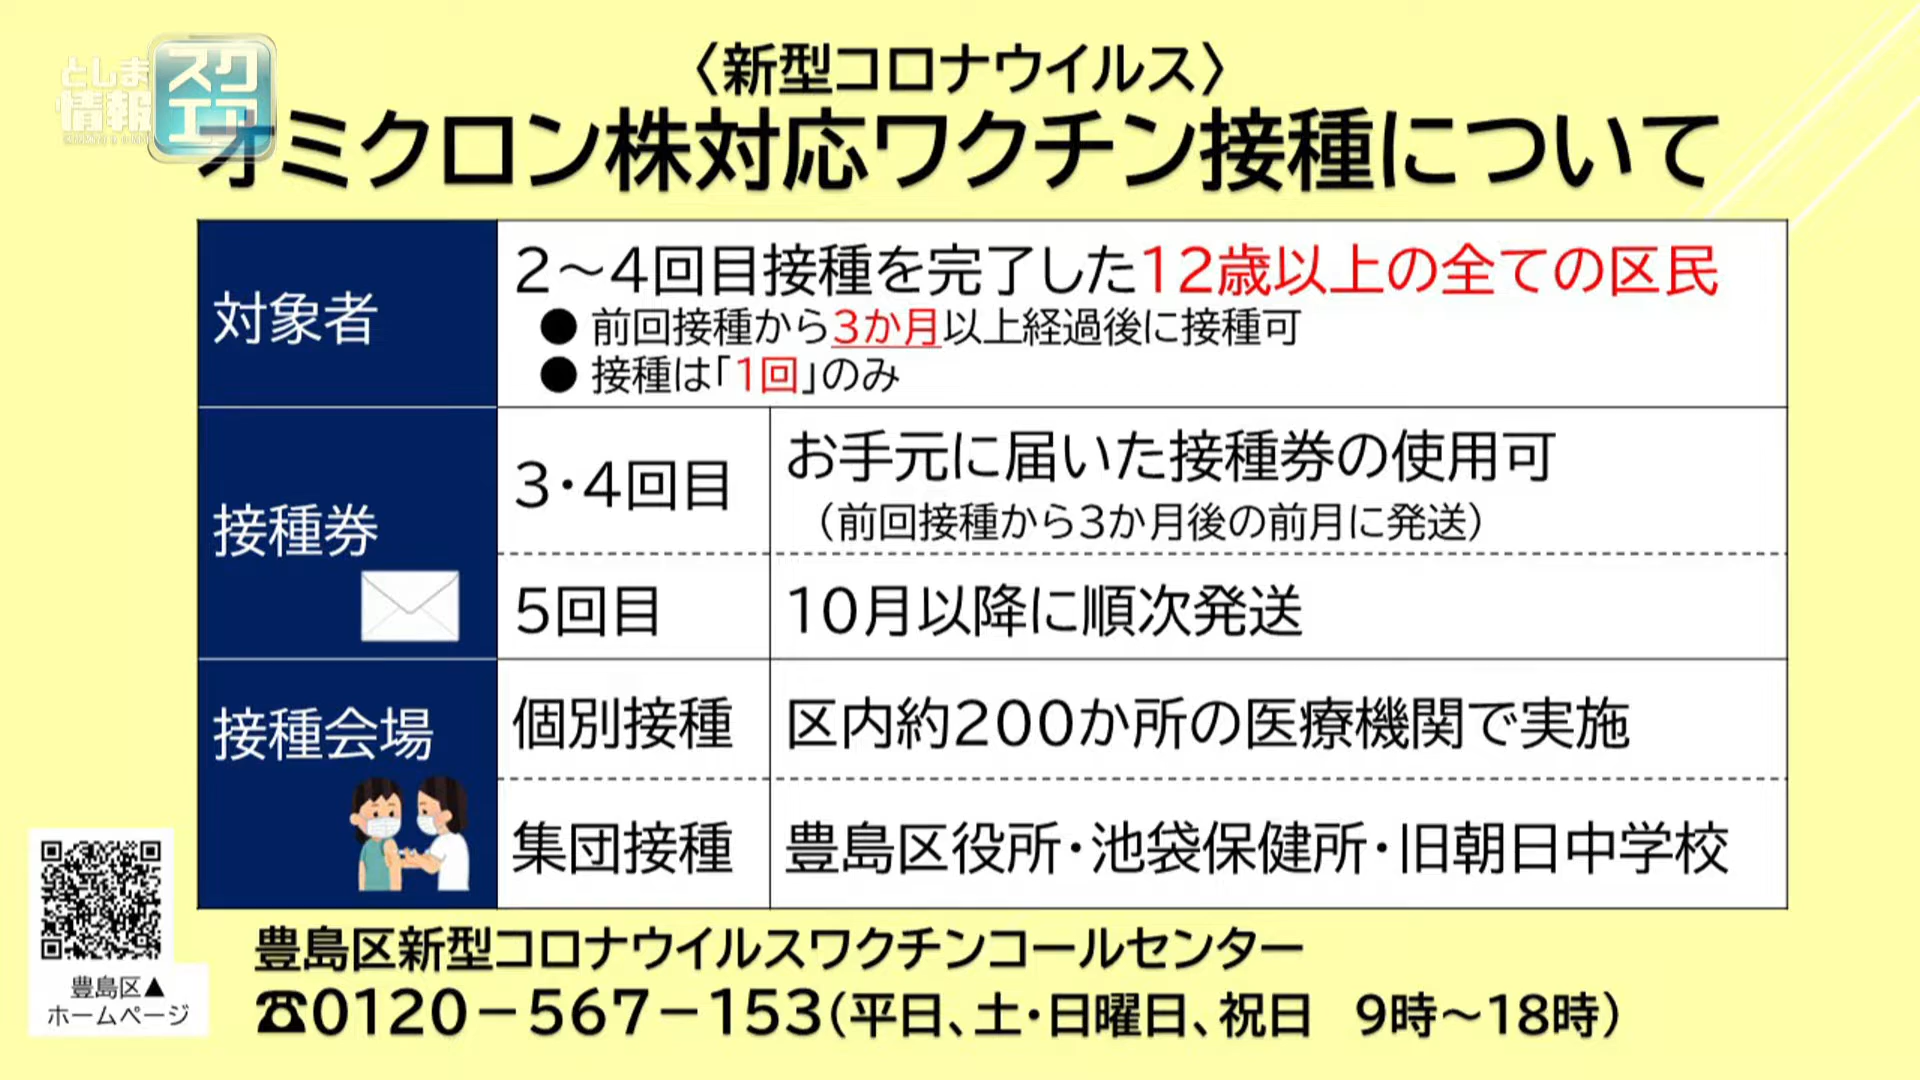 としま
情報
スク
エア
〈新型コロナウイルス〉
オミクロン株対応ワクチン接種について
対象者
2～4回目接種を完了した12歳以上の全ての区民
● 前回接種から3か月以上経過後に接種可
● 接種は「1回」のみ
接種券
3・4回目
お手元に届いた接種券の使用可
（前回接種から3か月後の前月に発送）
5回目
10月以降に順次発送
接種会場
個別接種
区内約200か所の医療機関で実施
集団接種
豊島区役所・池袋保健所・旧朝日中学校
豊島区▲
ホームページ
豊島区新型コロナウイルスワクチンコールセンター
☎0120－567－153（平日、土・日曜日、祝日 9時～18時）